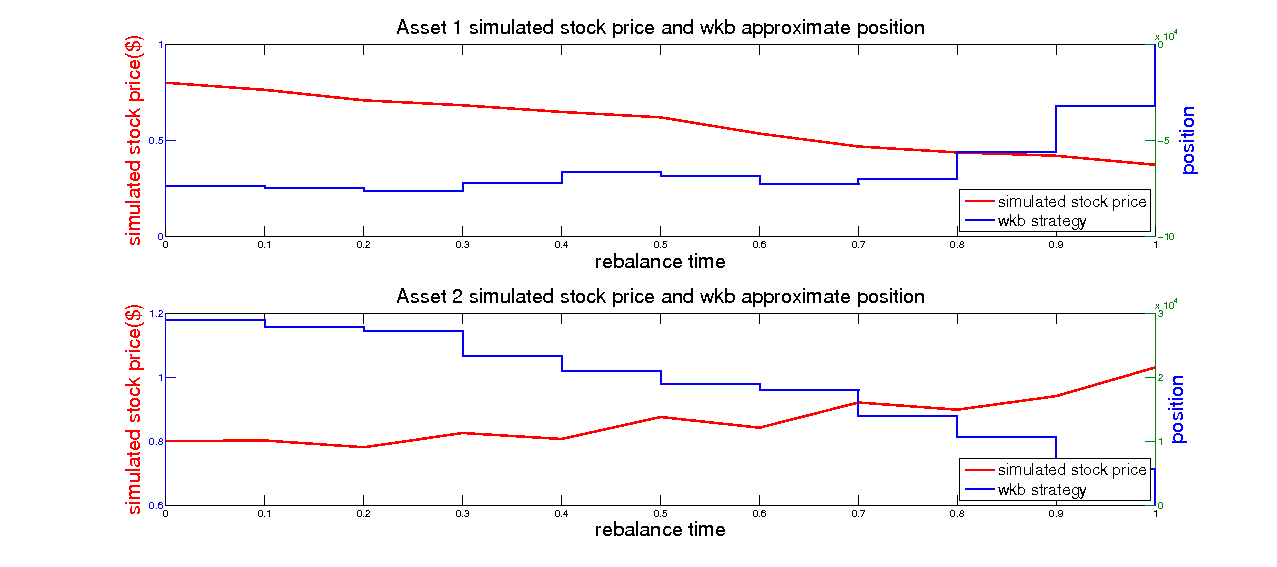 Asset 1 simulated stock price and wkb approximate position
simulated stock price($)
1
0.5
0
x 10^4
0
-5
-10
position
simulated stock price
wkb strategy
0 0.1 0.2 0.3 0.4 0.5 0.6 0.7 0.8 0.9 1
rebalance time
Asset 2 simulated stock price and wkb approximate position
simulated stock price($)
1.2
1
0.8
0.6
x 10^4
3
2
1
0
position
simulated stock price
wkb strategy
0 0.1 0.2 0.3 0.4 0.5 0.6 0.7 0.8 0.9 1
rebalance time